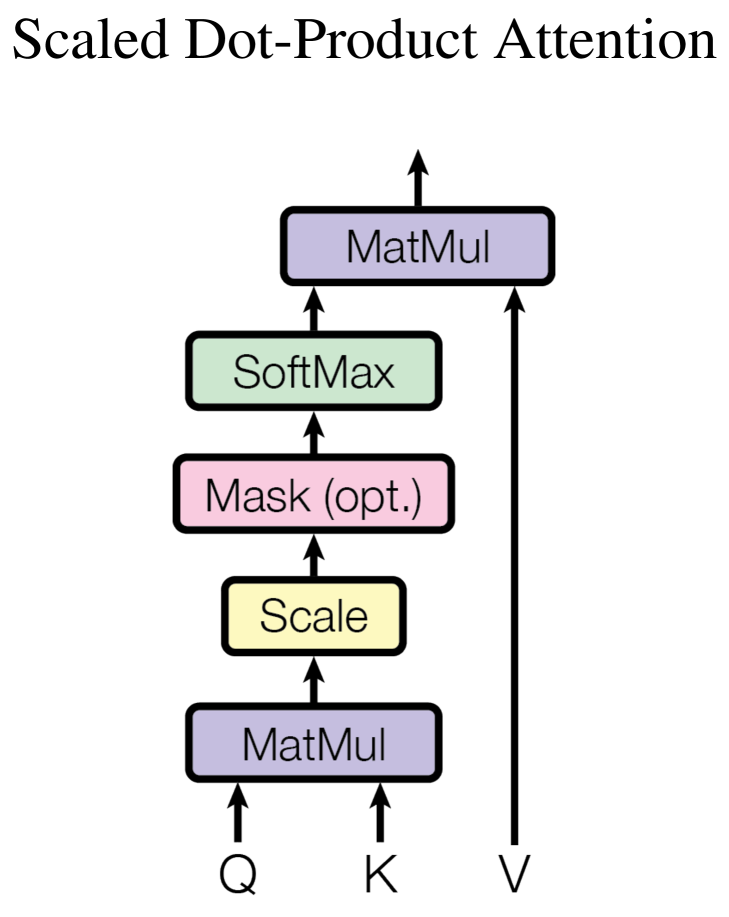 Scaled Dot-Product Attention
MatMul
SoftMax
Mask (opt.)
Scale
MatMul
Q K V